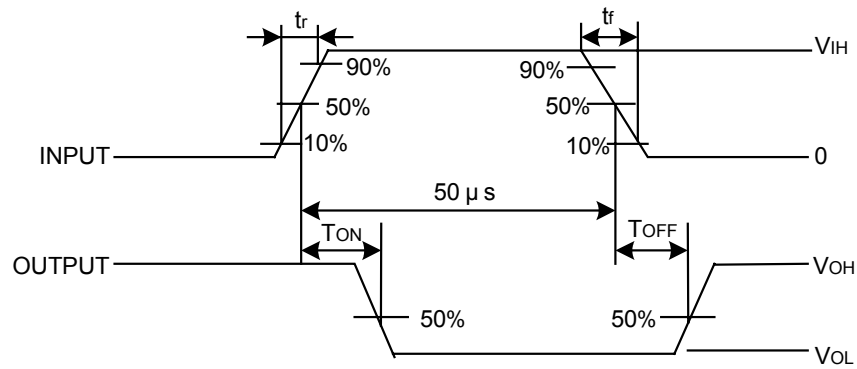 tr
tf
VIH
90%
90%
50%
50%
10%
10%
INPUT
0
50 μ s
TON
TOFF
OUTPUT
VOH
50%
50%
VOL